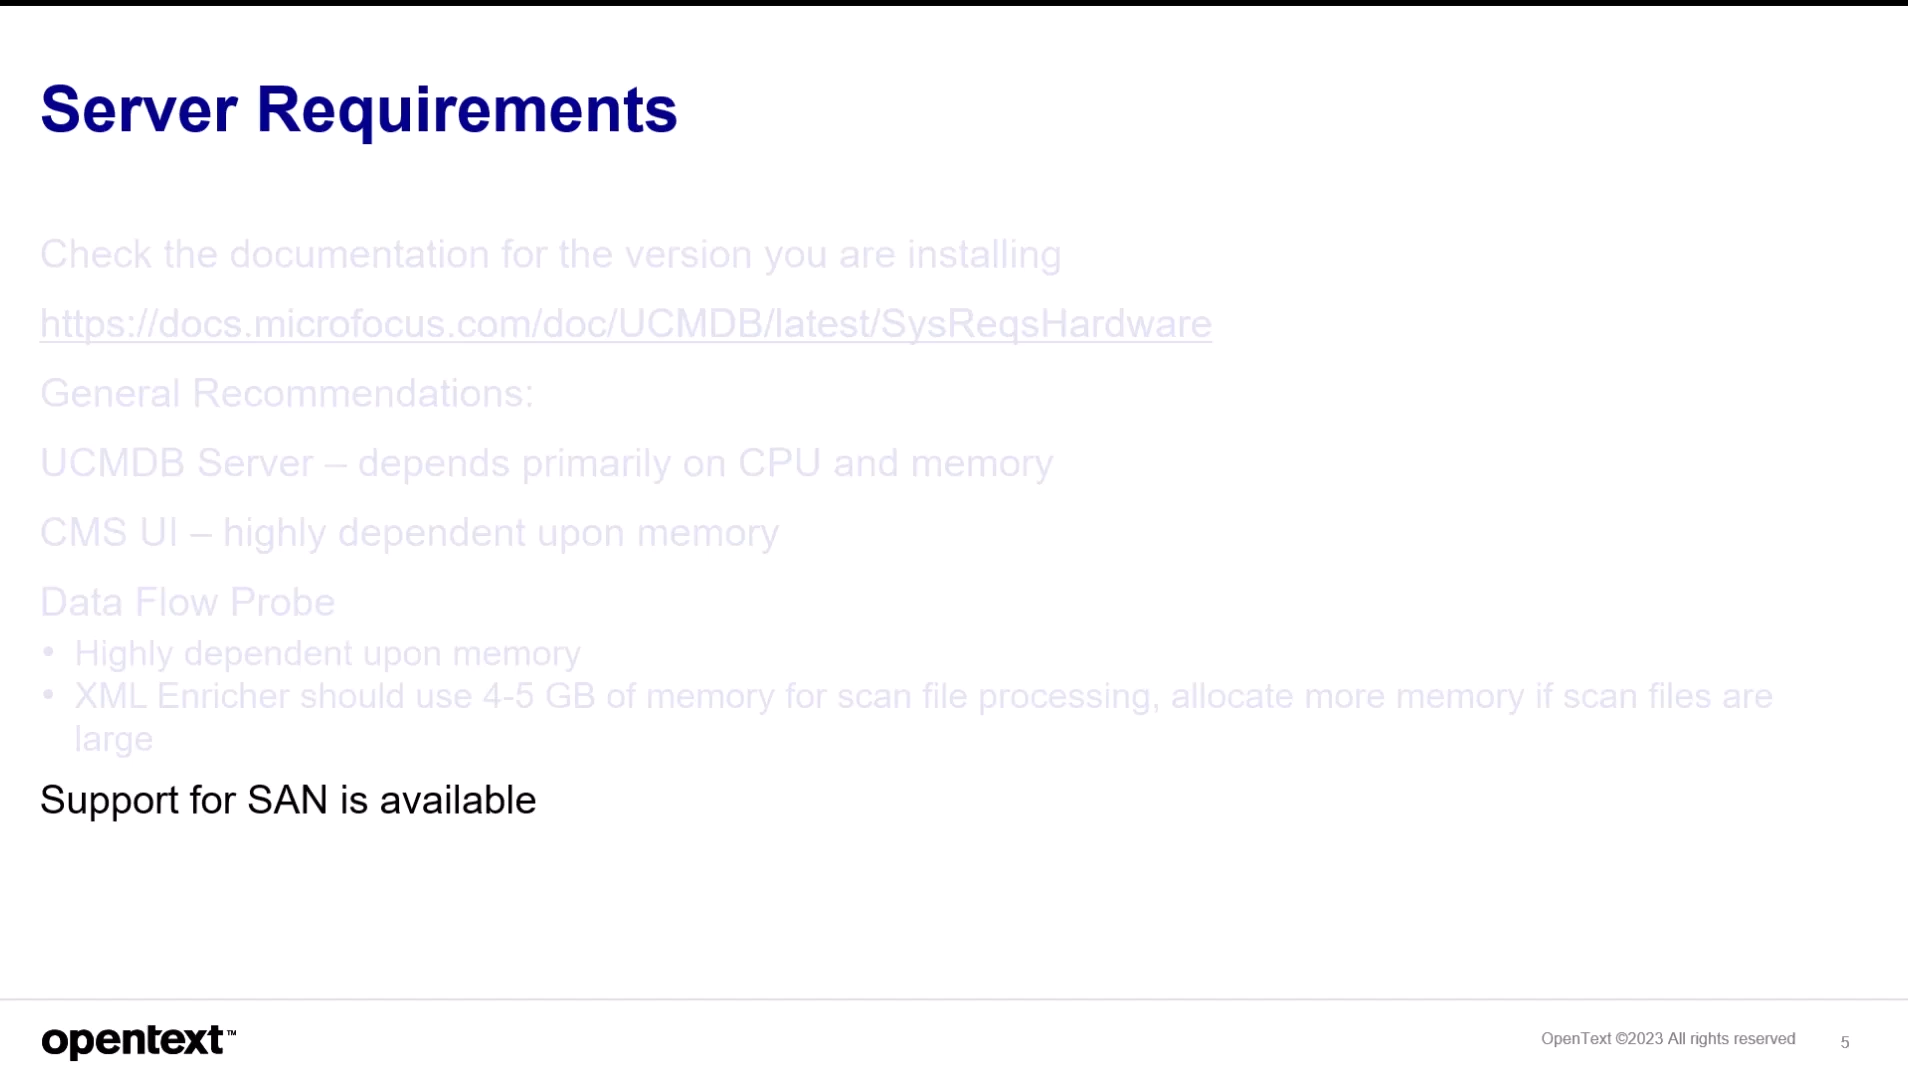 Server Requirements
Check the documentation for the version you are installing
https://docs.microfocus.com/doc/UCMDB/latest/SysReqsHardware
General Recommendations:
UCMDB Server – depends primarily on CPU and memory
CMS UI – highly dependent upon memory
Data Flow Probe
• Highly dependent upon memory
• XML Enricher should use 4-5 GB of memory for scan file processing, allocate more memory if scan files are
large
Support for SAN is available
opentext™
OpenText ©2023 All rights reserved
5